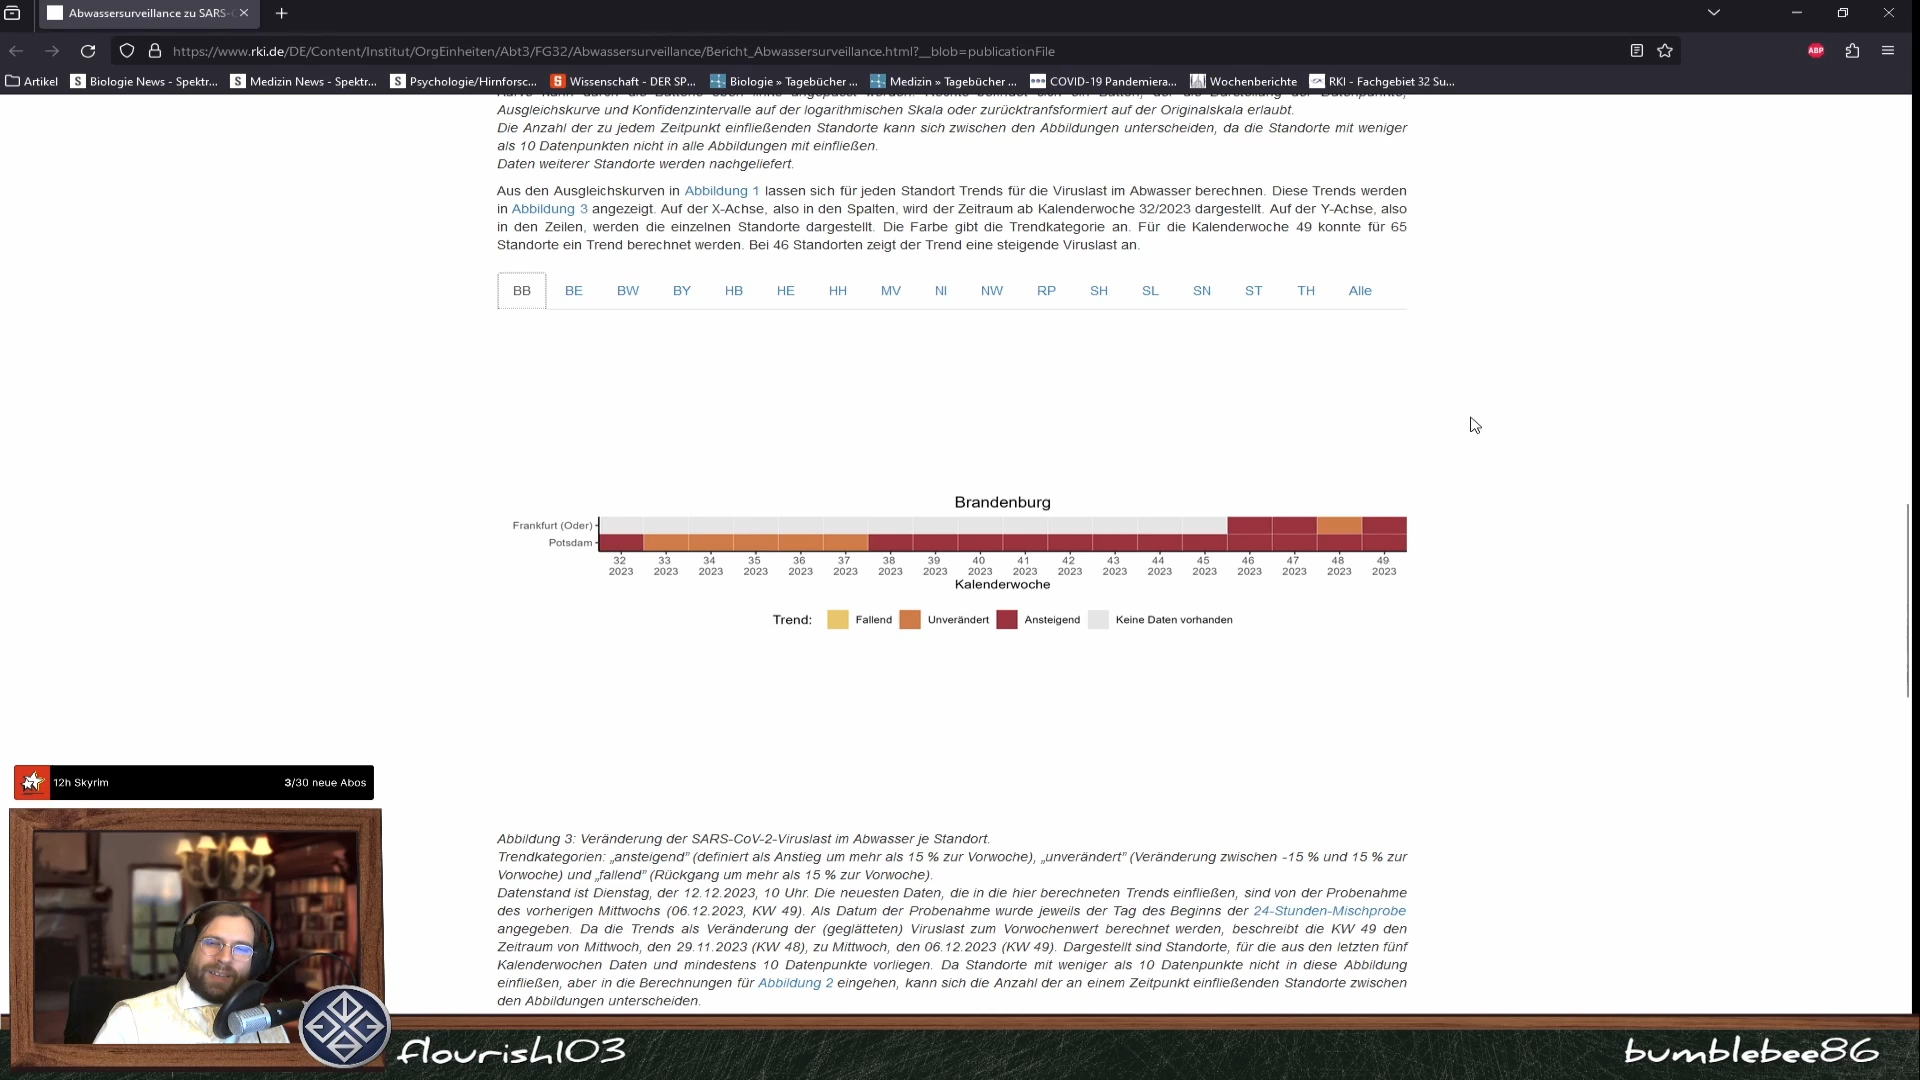 Abwassersurveillance zu SARS-C
https://www.rki.de/DE/Content/Institut/OrgEinheiten/Abt3/FG32/Abwassersurveillance/Bericht_Abwassersurveillance.html?__blob=publicationFile
ABP
Artikel
Biologie News - Spektr...
Medizin News - Spektr...
Psychologie/Hirnforsc...
Wissenschaft - DER SP...
Biologie » Tagebücher ...
Medizin » Tagebücher ...
COVID-19 Pandemiera...
Wochenberichte
RKI - Fachgebiet 32 Su...
Ausgleichskurve und Konfidenzintervalle auf der logarithmischen Skala oder zurücktranfsformiert auf der Originalskala erlaubt.
Die Anzahl der zu jedem Zeitpunkt einfließenden Standorte kann sich zwischen den Abbildungen unterscheiden, da die Standorte mit weniger
als 10 Datenpunkten nicht in alle Abbildungen mit einfließen.
Daten weiterer Standorte werden nachgeliefert.
Aus den Ausgleichskurven in Abbildung 1 lassen sich für jeden Standort Trends für die Viruslast im Abwasser berechnen. Diese Trends werden
in Abbildung 3 angezeigt. Auf der X-Achse, also in den Spalten, wird der Zeitraum ab Kalenderwoche 32/2023 dargestellt. Auf der Y-Achse, also
in den Zeilen, werden die einzelnen Standorte dargestellt. Die Farbe gibt die Trendkategorie an. Für die Kalenderwoche 49 konnte für 65
Standorte ein Trend berechnet werden. Bei 46 Standorten zeigt der Trend eine steigende Viruslast an.
BB BE BW BY HB HE HH MV NI NW RP SH SL SN ST TH Alle
Brandenburg
Frankfurt (Oder)
Potsdam
32 33 34 35 36 37 38 39 40 41 42 43 44 45 46 47 48 49
2023 2023 2023 2023 2023 2023 2023 2023 2023 2023 2023 2023 2023 2023 2023 2023 2023 2023
Kalenderwoche
Trend: Fallend Unverändert Ansteigend Keine Daten vorhanden
Abbildung 3: Veränderung der SARS-CoV-2-Viruslast im Abwasser je Standort.
Trendkategorien: „ansteigend" (definiert als Anstieg um mehr als 15 % zur Vorwoche), „unverändert" (Veränderung zwischen -15 % und 15 % zur
Vorwoche) und „fallend" (Rückgang um mehr als 15 % zur Vorwoche).
Datenstand ist Dienstag, der 12.12.2023, 10 Uhr. Die neuesten Daten, die in die hier berechneten Trends einfließen, sind von der Probenahme
des vorherigen Mittwochs (06.12.2023, KW 49). Als Datum der Probenahme wurde jeweils der Tag des Beginns der 24-Stunden-Mischprobe
angegeben. Da die Trends als Veränderung der (geglätteten) Viruslast zum Vorwochenwert berechnet werden, beschreibt die KW 49 den
Zeitraum von Mittwoch, den 29.11.2023 (KW 48), zu Mittwoch, den 06.12.2023 (KW 49). Dargestellt sind Standorte, für die aus den letzten fünf
Kalenderwochen Daten und mindestens 10 Datenpunkte vorliegen. Da Standorte mit weniger als 10 Datenpunkte nicht in diese Abbildung
einfließen, aber in die Berechnungen für Abbildung 2 eingehen, kann sich die Anzahl der an einem Zeitpunkt einfließenden Standorte zwischen
den Abbildungen unterscheiden.
12h Skyrim 3/30 neue Abos
flourish103
bumblebee86